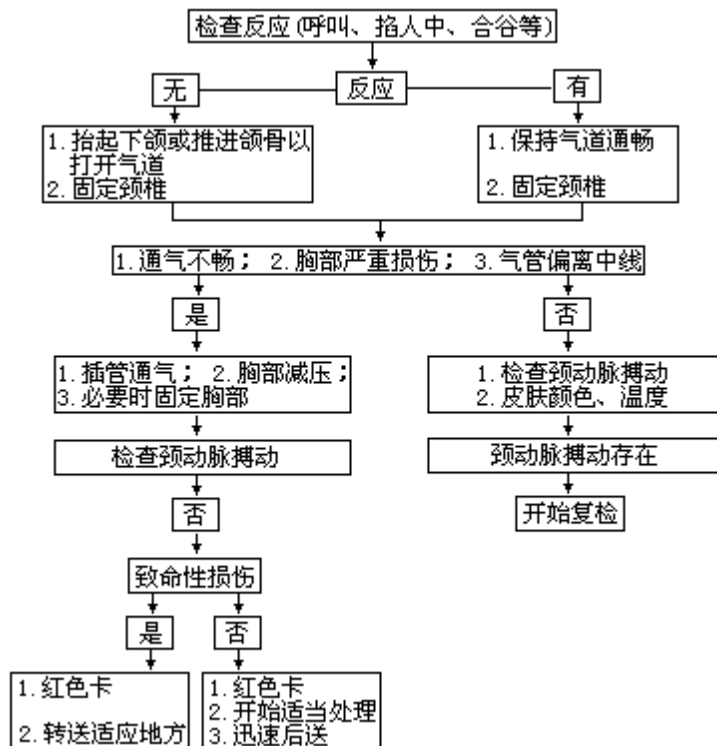 检查反应(呼叫、掐人中、合谷等)
无
反应
有
1. 抬起下颌或推进颌骨以
打开气道
2. 固定颈椎
1. 保持气道通畅
2. 固定颈椎
1. 通气不畅； 2. 胸部严重损伤； 3. 气管偏离中线
是
否
1. 插管通气； 2. 胸部减压；
3. 必要时固定胸部
1. 检查颈动脉搏动
2. 皮肤颜色、温度
检查颈动脉搏动
颈动脉搏动存在
否
开始复检
致命性损伤
是
否
1. 红色卡
2. 转送适应地方
1. 红色卡
2. 开始适当处理
3. 迅速后送